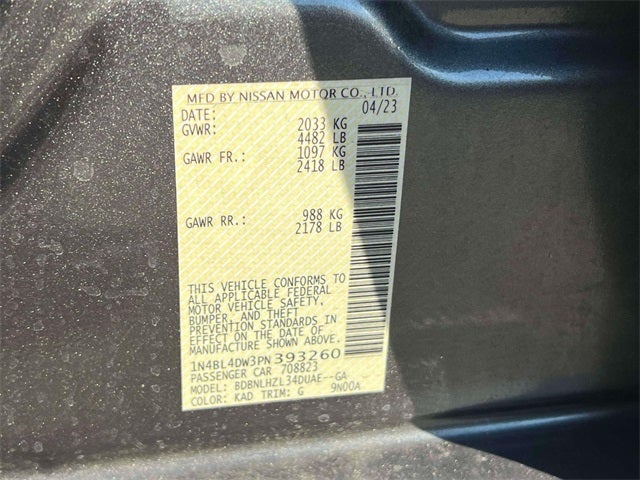 MFD BY NISSAN MOTOR CO., LTD.
DATE: 04/23
GVWR: 2033 KG
4482 LB
GAWR FR.: 1097 KG
2418 LB
GAWR RR.: 988 KG
2178 LB
THIS VEHICLE CONFORMS TO
ALL APPLICABLE FEDERAL
MOTOR VEHICLE SAFETY,
BUMPER, AND THEFT
PREVENTION STANDARDS IN
EFFECT ON THE DATE OF
MANUFACTURE SHOWN ABOVE.
1N4BL4DW3PN393260
PASSENGER CAR 708823
MODEL: BDBNLHZL34DUAE--GA
COLOR: KAD TRIM: G 9N00A